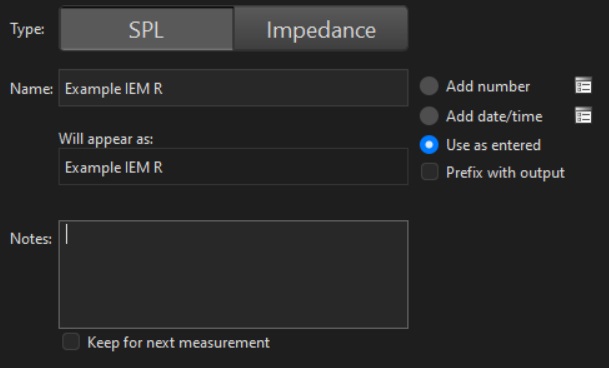 Type: SPL Impedance
Name: Example IEM R Add number
Add date/time
Will appear as: Use as entered
Example IEM R Prefix with output
Notes:
Keep for next measurement